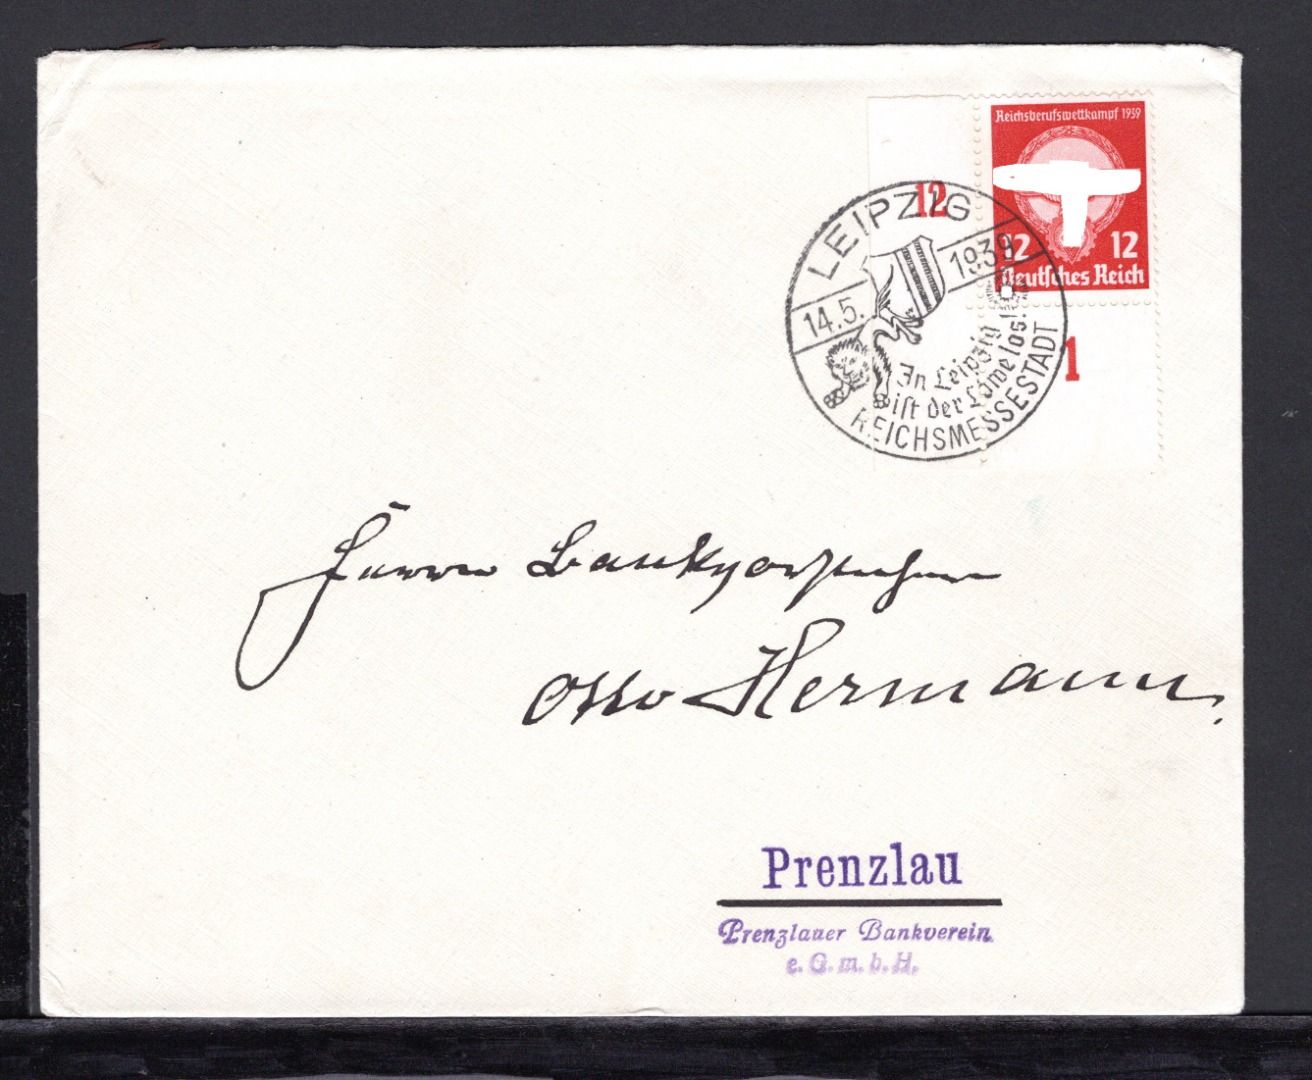 Reichsberufswettkampf 1939
12
12 12
Deutsches Reich
1
LEIPZIG
14.5. 1939
In Leipzig
ist der Löwe los!
REICHSMESSESTADT
Herrn Bankvorsteher
Otto Hermann.
Prenzlau
Prenzlauer Bankverein
e. G. m. b. H.